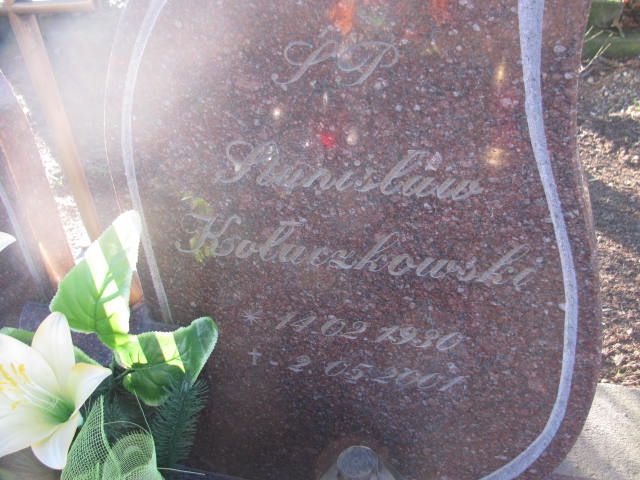 ŚP
Stanisław
Kołaczkowski
* 14.02.1930
+ - 2 05.2001